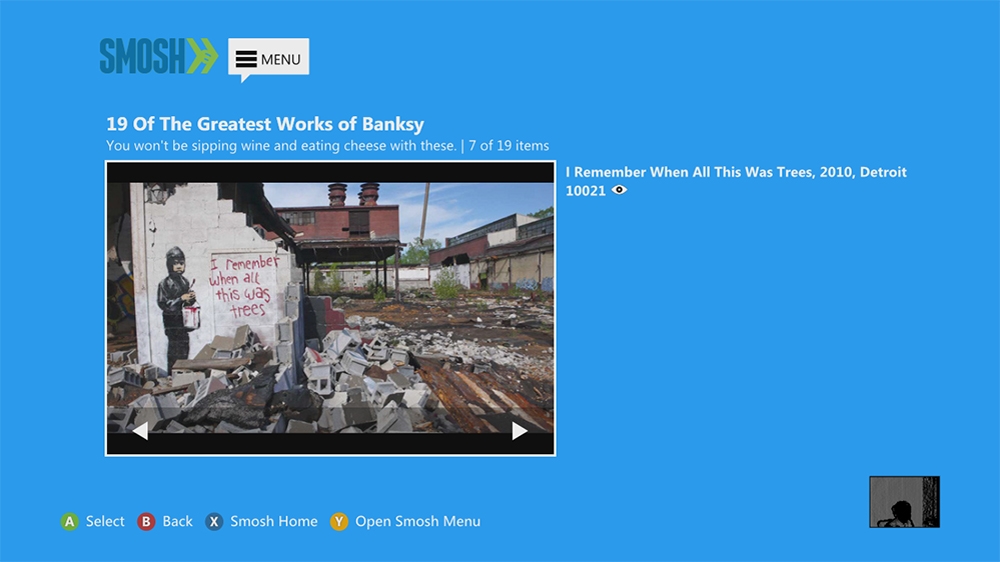 SMOSH
MENU
19 Of The Greatest Works of Banksy
You won't be sipping wine and eating cheese with these. | 7 of 19 items
I Remember When All This Was Trees, 2010, Detroit
10021
I remember
when all
this was
trees
A Select B Back X Smosh Home Y Open Smosh Menu